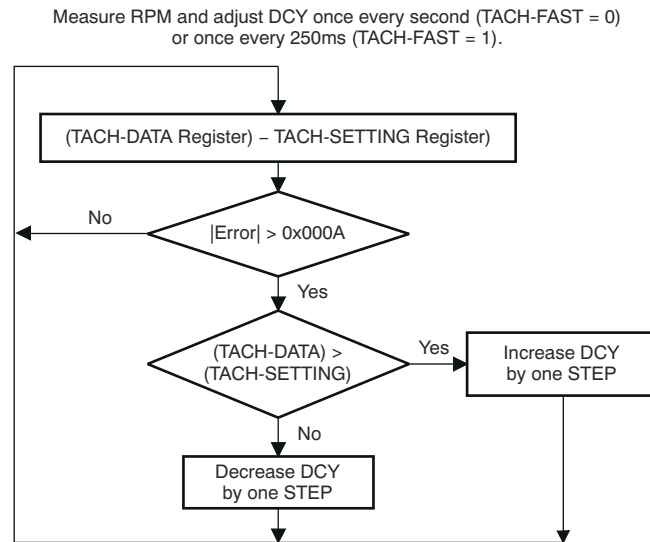 Measure RPM and adjust DCY once every second (TACH-FAST = 0)
or once every 250ms (TACH-FAST = 1).
(TACH-DATA Register) − TACH-SETTING Register)
No
|Error| > 0x000A
Yes
(TACH-DATA) >
(TACH-SETTING)
Yes
Increase DCY
by one STEP
No
Decrease DCY
by one STEP